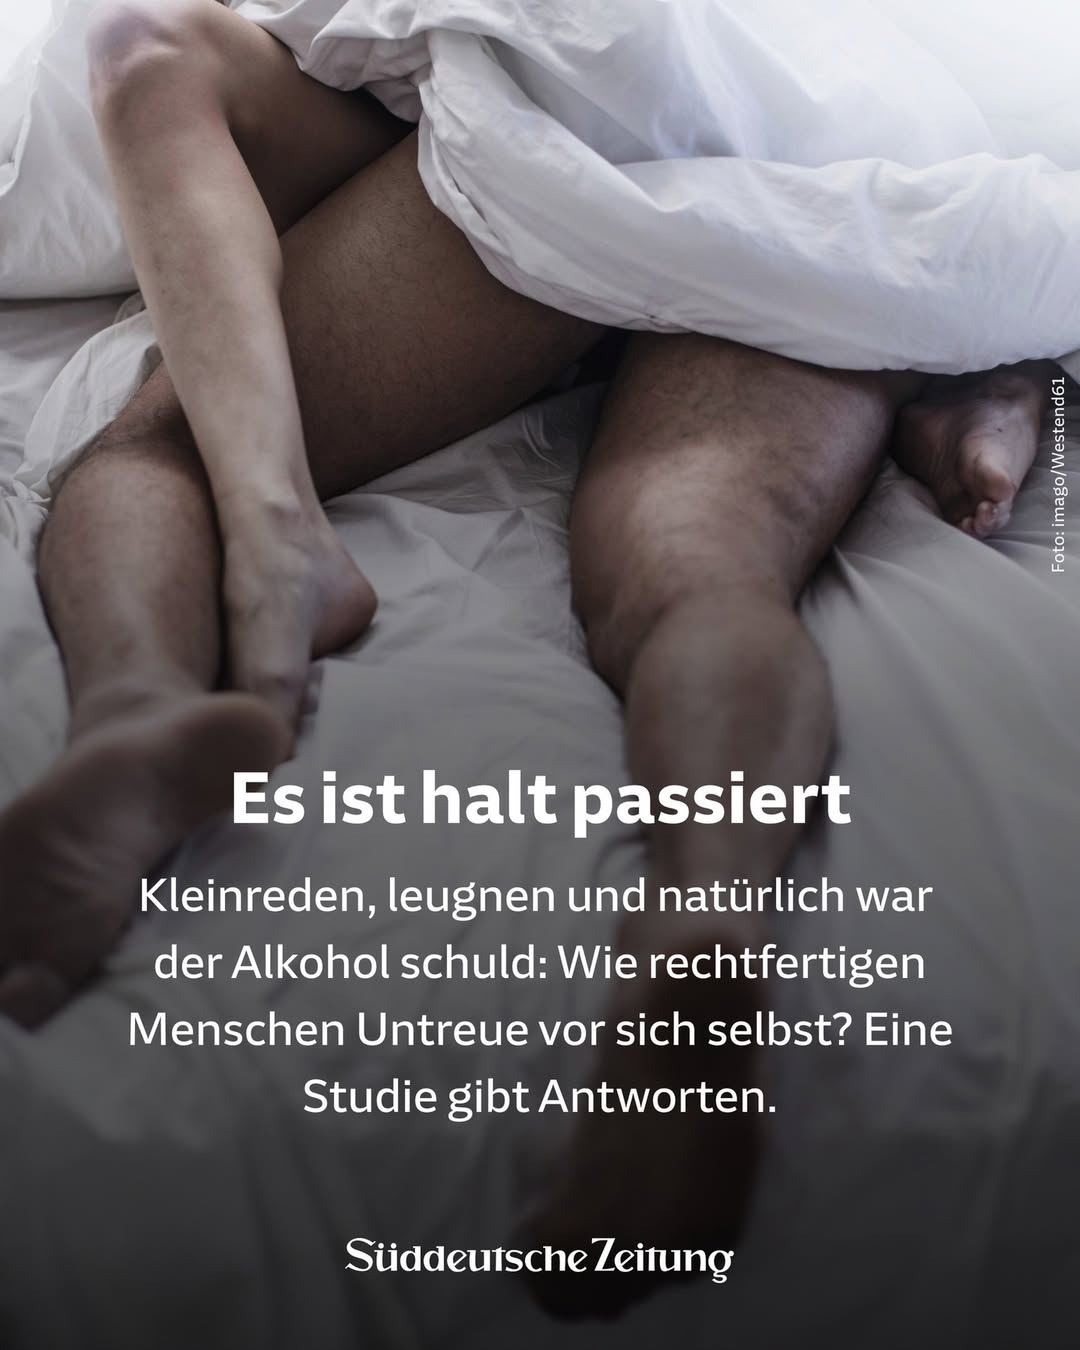 Foto: imago/Westend61
Es ist halt passiert
Kleinreden, leugnen und natürlich war
der Alkohol schuld: Wie rechtfertigen
Menschen Untreue vor sich selbst? Eine
Studie gibt Antworten.
Süddeutsche Zeitung